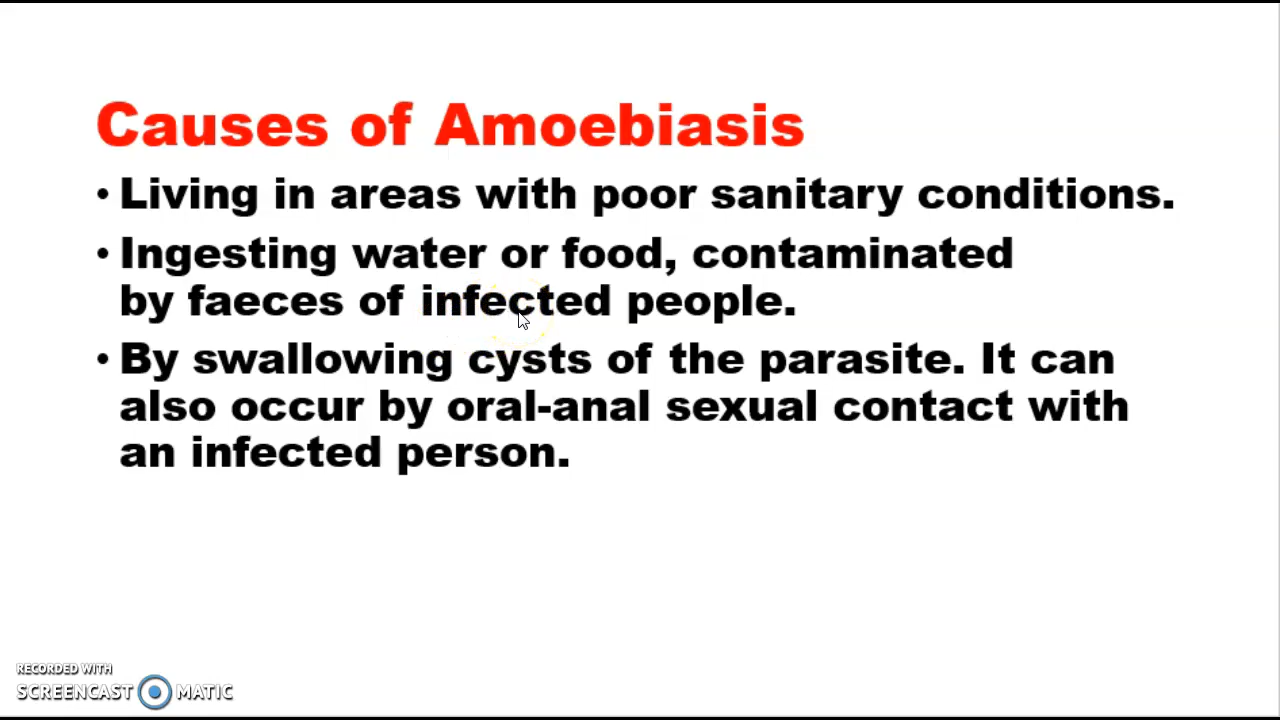 Causes of Amoebiasis
• Living in areas with poor sanitary conditions.
• Ingesting water or food, contaminated
by faeces of infected people.
• By swallowing cysts of the parasite. It can
also occur by oral-anal sexual contact with
an infected person.
RECORDED WITH
SCREENCAST MATIC